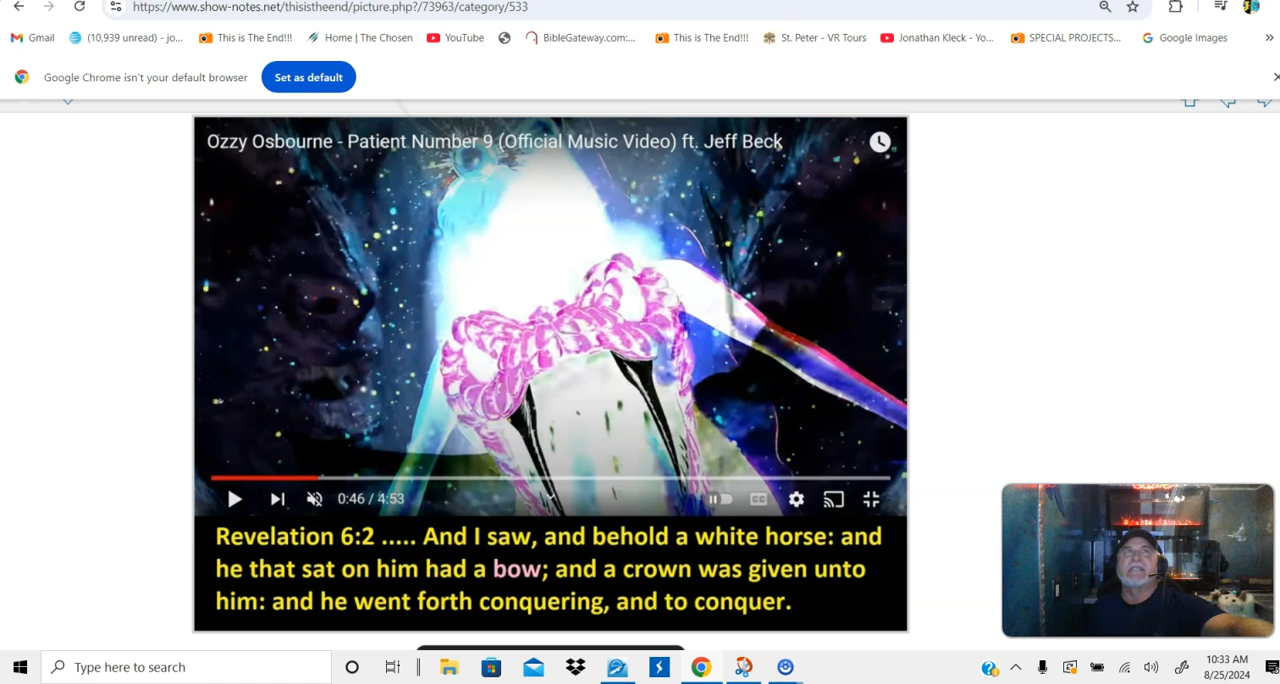 https://www.show-notes.net/thisistheend/picture.php?/73963/category/533
Gmail (10,939 unread) - jo... This is The End!!! Home | The Chosen YouTube BibleGateway.com:... This is The End!!! St. Peter - VR Tours Jonathan Kleck - Yo... SPECIAL PROJECTS... Google Images »
Google Chrome isn't your default browser Set as default
Ozzy Osbourne - Patient Number 9 (Official Music Video) ft. Jeff Beck
0:46 / 4:53 CC
Revelation 6:2 ..... And I saw, and behold a white horse: and
he that sat on him had a bow; and a crown was given unto
him: and he went forth conquering, and to conquer.
Type here to search
10:33 AM
8/25/2024